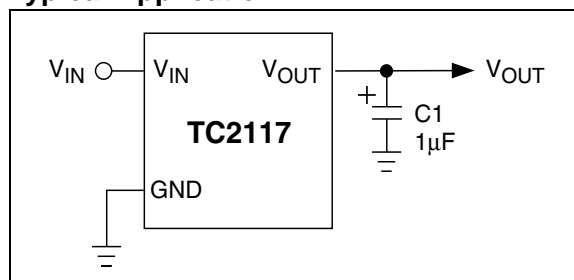 V_IN V_IN V_OUT V_OUT
+
C1
TC2117
1μF
GND